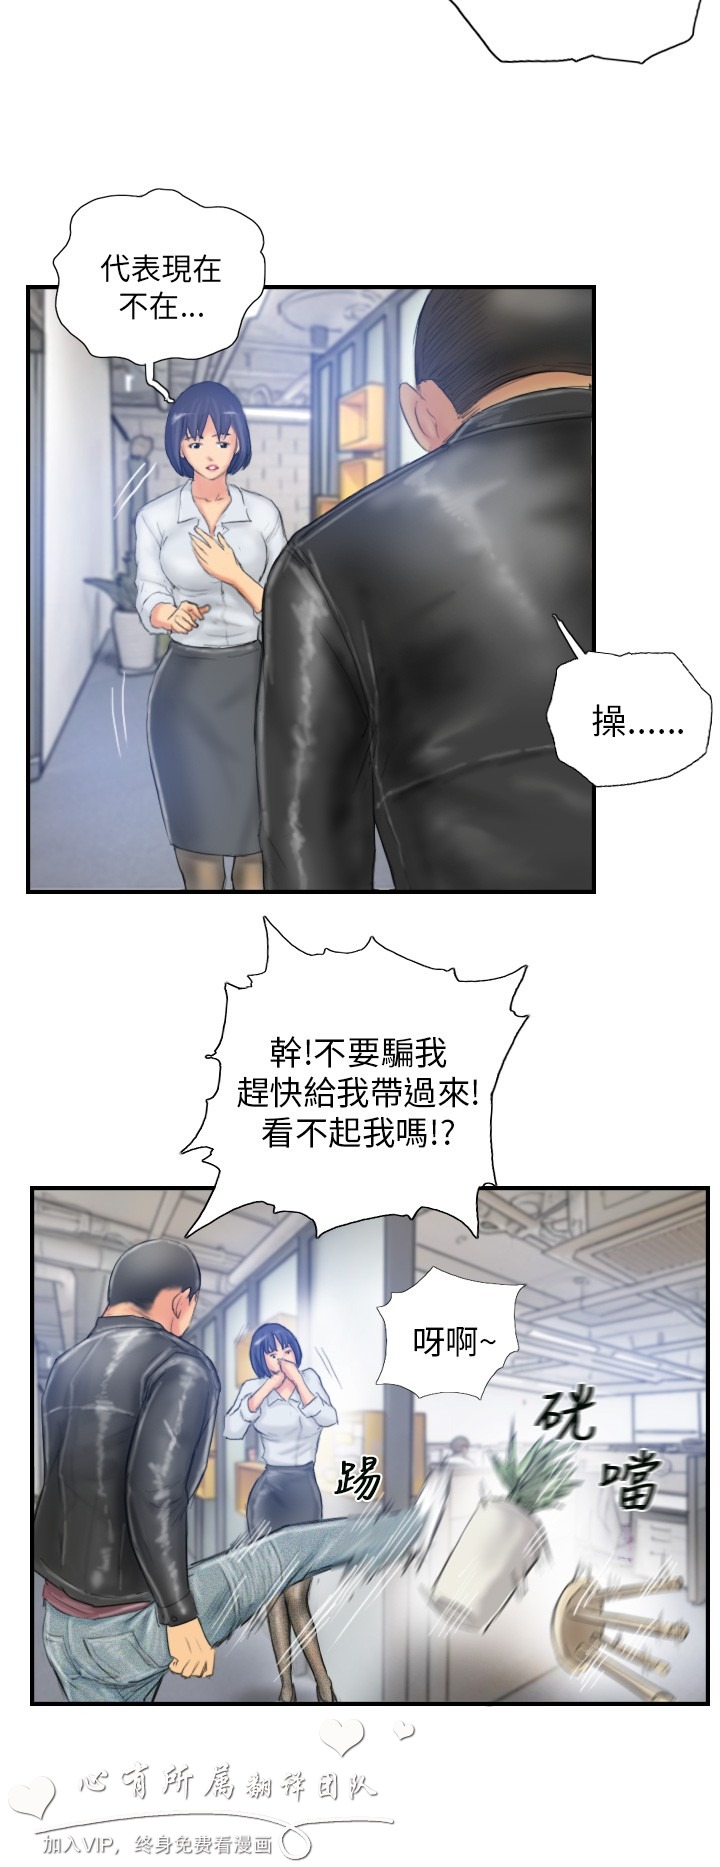 代表現在
不在...
操......
幹!不要騙我
趕快給我帶過來!
看不起我嗎!?
呀啊~
踢
硄
噹
心有所属翻译团队
加入VIP，终身免费看漫画